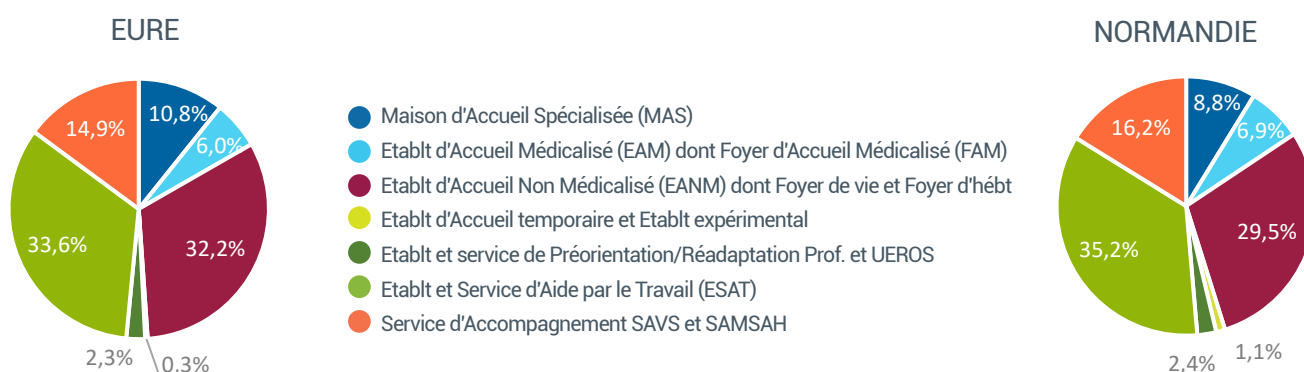 EURE
NORMANDIE
10,8%
6,0%
32,2%
0.3%
2,3%
33,6%
14,9%
Maison d'Accueil Spécialisée (MAS)
Etablt d'Accueil Médicalisé (EAM) dont Foyer d'Accueil Médicalisé (FAM)
Etablt d'Accueil Non Médicalisé (EANM) dont Foyer de vie et Foyer d'hébt
Etablt d'Accueil temporaire et Etablt expérimental
Etablt et service de Préorientation/Réadaptation Prof. et UEROS
Etablt et Service d'Aide par le Travail (ESAT)
Service d'Accompagnement SAVS et SAMSAH
8,8%
6,9%
29,5%
1,1%
2,4%
35,2%
16,2%